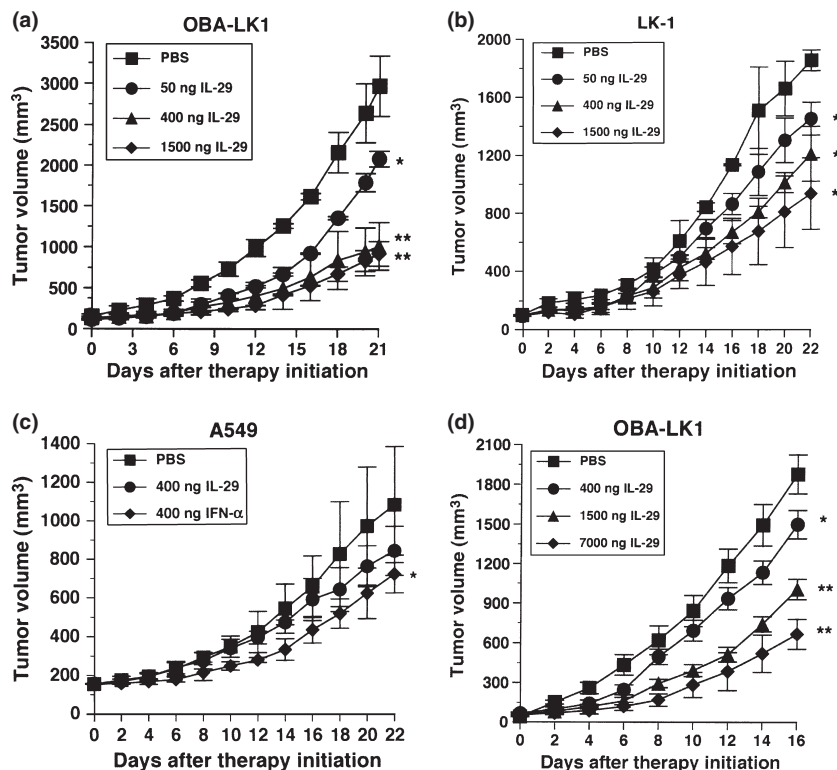 (a)
OBA-LK1
PBS
50 ng IL-29
400 ng IL-29
1500 ng IL-29
Tumor volume (mm3)
3500
3000
2500
2000
1500
1000
500
0
*
**
**
0 3 6 9 12 15 18 21
Days after therapy initiation
(b)
LK-1
PBS
50 ng IL-29
400 ng IL-29
1500 ng IL-29
Tumor volume (mm3)
2000
1600
1200
800
400
0
*
*
*
0 2 4 6 8 10 12 14 16 18 20 22
Days after therapy initiation
(c)
A549
PBS
400 ng IL-29
400 ng IFN-α
Tumor volume (mm3)
1400
1200
1000
800
600
400
200
0
*
0 2 4 6 8 10 12 14 16 18 20 22
Days after therapy initiation
(d)
OBA-LK1
PBS
400 ng IL-29
1500 ng IL-29
7000 ng IL-29
Tumor volume (mm3)
2100
1800
1500
1200
900
600
300
0
*
**
**
0 2 4 6 8 10 12 14 16
Days after therapy initiation